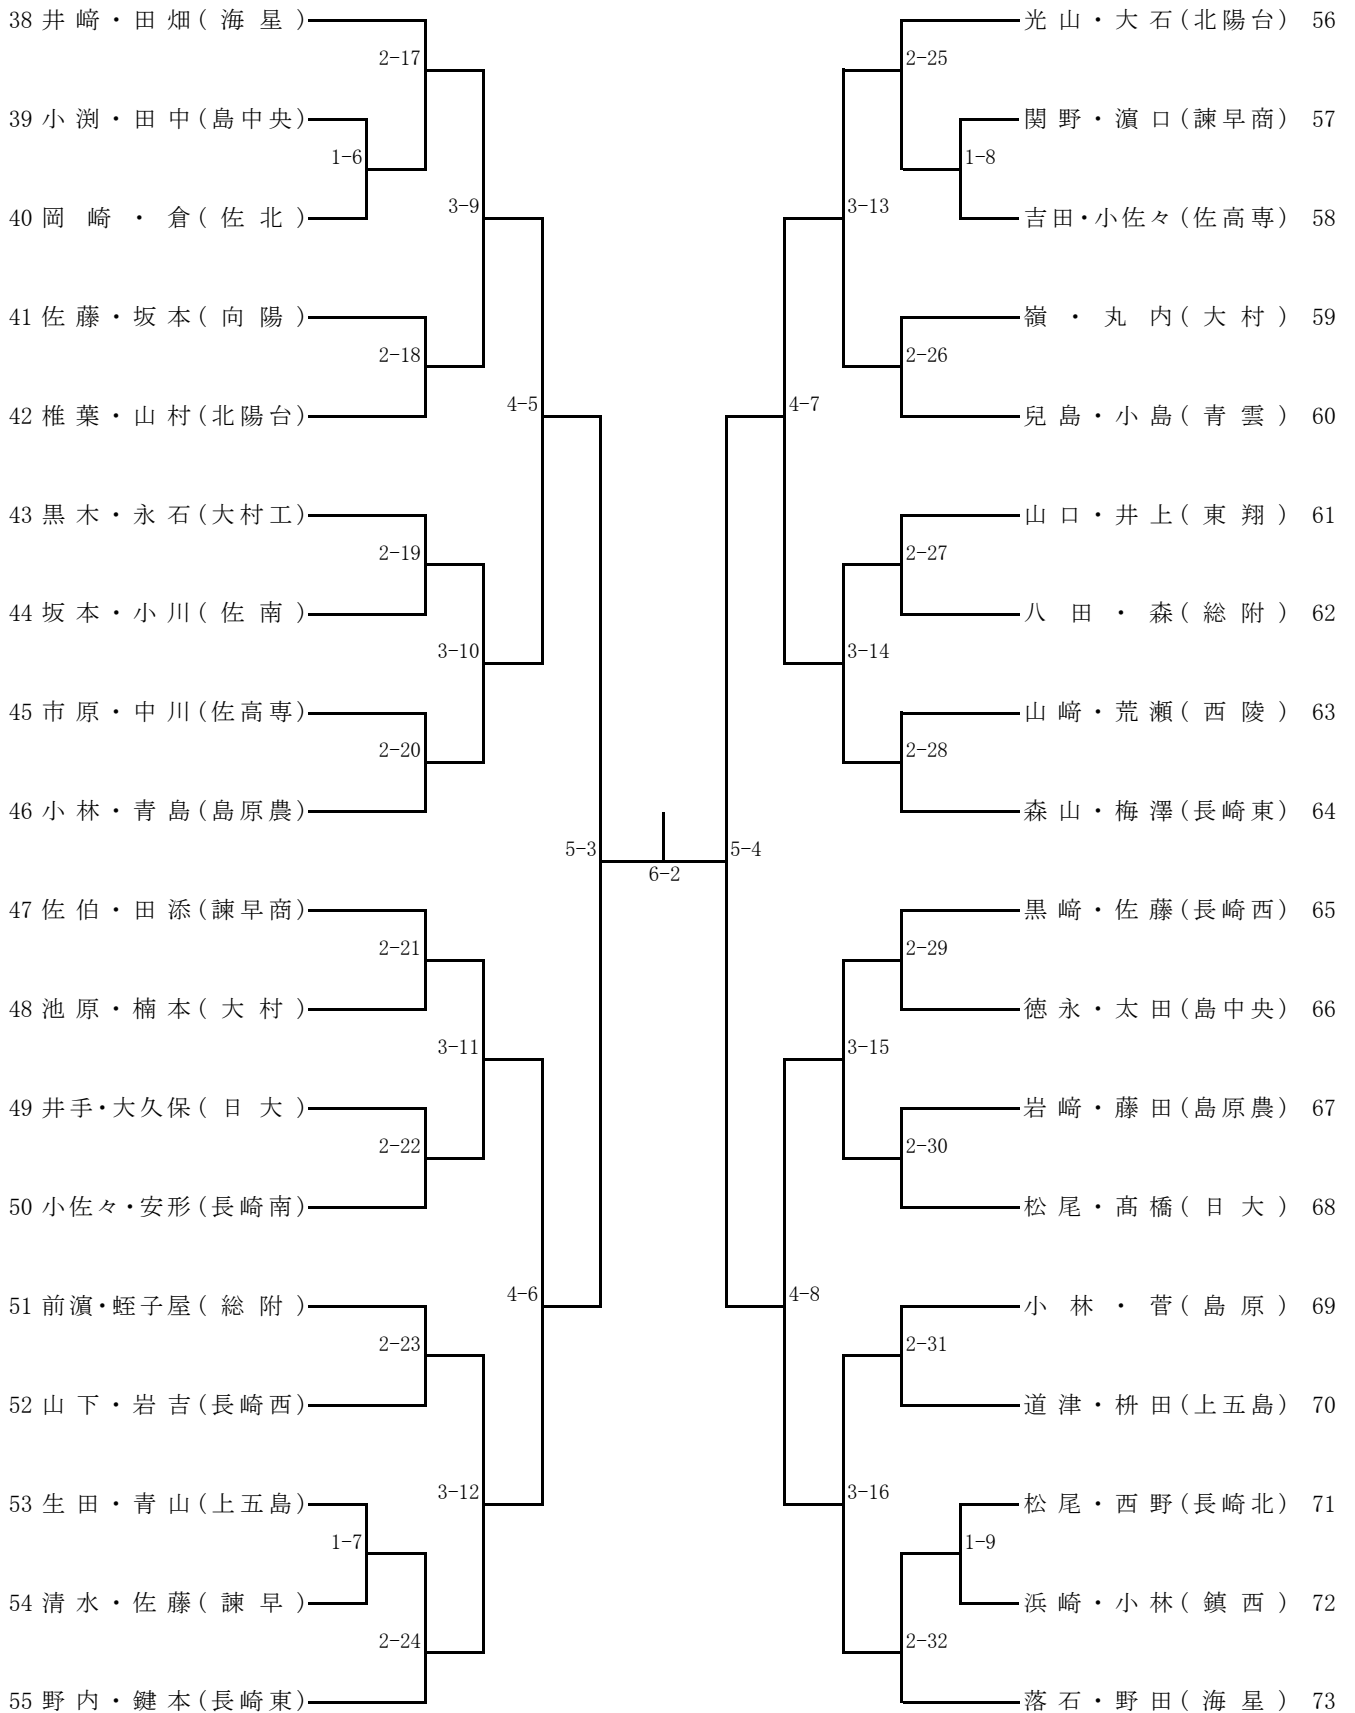 38 井﨑・田畑(海星)
2-17
39 小渕・田中(島中央)
1-6
40 岡崎・倉(佐北)
3-9
41 佐藤・坂本(向陽)
2-18
42 椎葉・山村(北陽台)
4-5
43 黒木・永石(大村工)
2-19
44 坂本・小川(佐南)
3-10
45 市原・中川(佐高専)
2-20
46 小林・青島(島原農)
5-3
47 佐伯・田添(諫早商)
2-21
48 池原・楠本(大村)
3-11
49 井手・大久保(日大)
2-22
50 小佐々・安形(長崎南)
4-6
51 前濵・蛭子屋(総附)
2-23
52 山下・岩吉(長崎西)
3-12
53 生田・青山(上五島)
1-7
54 清水・佐藤(諫早)
2-24
55 野内・鍵本(長崎東)
6-2
光山・大石(北陽台) 56
2-25
関野・濵口(諫早商) 57
1-8
吉田・小佐々(佐高専) 58
3-13
嶺・丸内(大村) 59
2-26
兒島・小島(青雲) 60
4-7
山口・井上(東翔) 61
2-27
八田・森(総附) 62
3-14
山﨑・荒瀬(西陵) 63
2-28
森山・梅澤(長崎東) 64
5-4
黒﨑・佐藤(長崎西) 65
2-29
徳永・太田(島中央) 66
3-15
岩﨑・藤田(島原農) 67
2-30
松尾・髙橋(日大) 68
4-8
小林・菅(島原) 69
2-31
道津・枡田(上五島) 70
3-16
松尾・西野(長崎北) 71
1-9
浜崎・小林(鎮西) 72
2-32
落石・野田(海星) 73